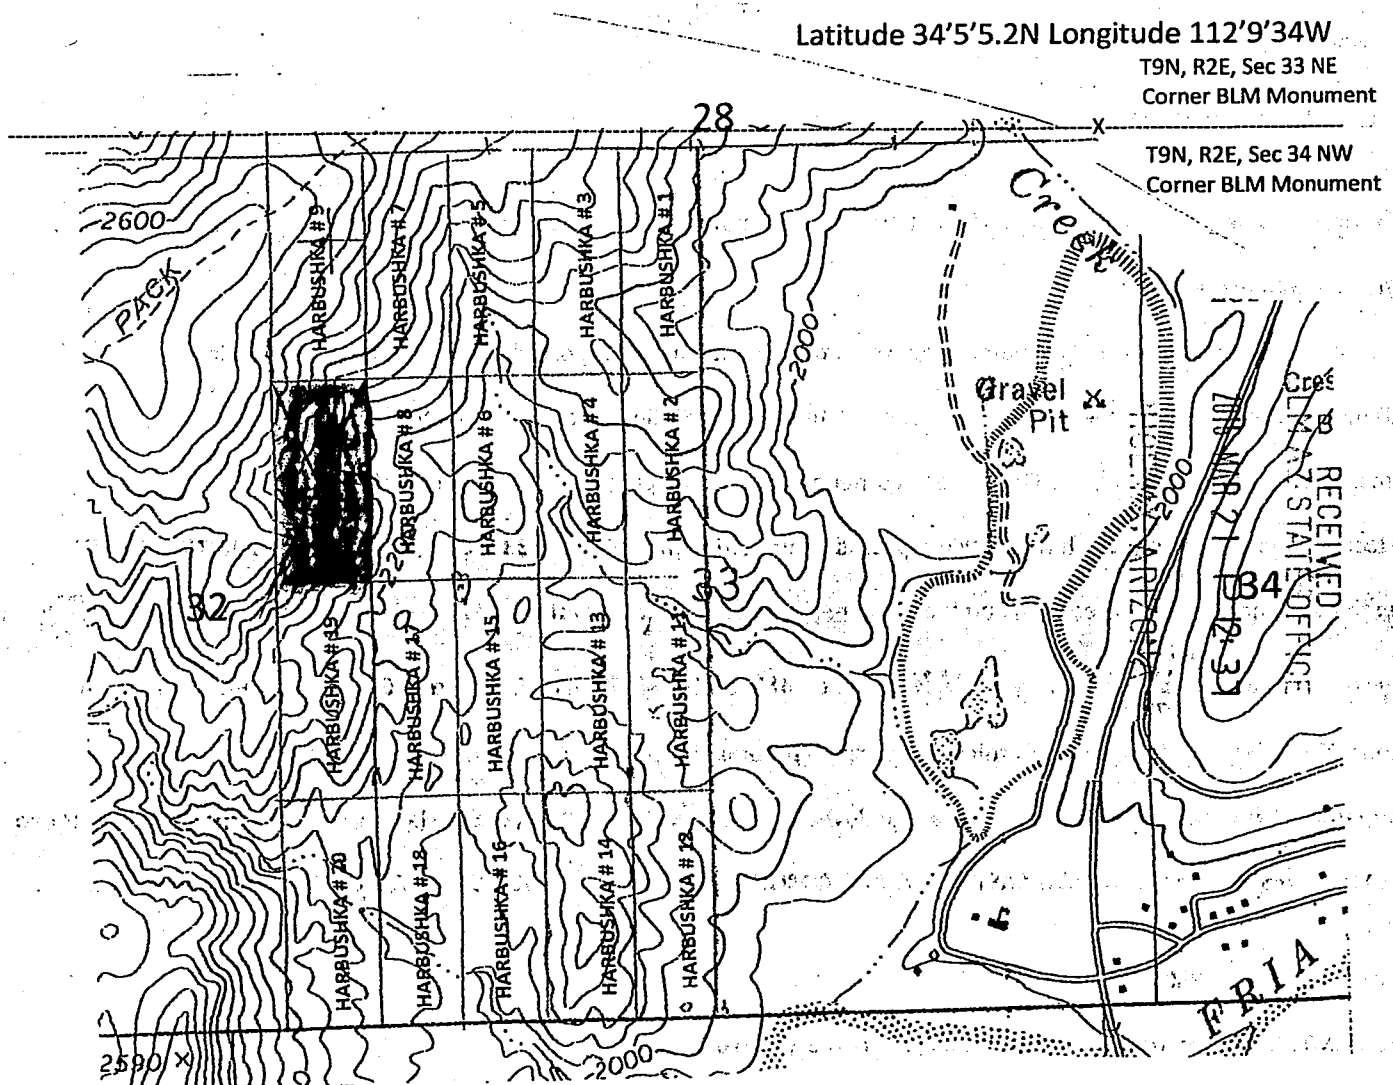 Latitude 34'5'5.2N Longitude 112'9'34W
T9N, R2E, Sec 33 NE
Corner BLM Monument
28
X
T9N, R2E, Sec 34 NW
Corner BLM Monument
Creek
2600
PACK
HARBUSHKA # 9
HARBUSHKA # 7
HARBUSHKA # 5
HARBUSHKA # 3
HARBUSHKA # 1
2000
Gravel
Pit
HARBUSHKA # 8
HARBUSHKA # 6
HARBUSHKA # 4
HARBUSHKA # 2
2000
RECEIVED
BLM AZ STATE OFFICE
ARIZONA
32
33
34
HARBUSHKA # 19
HARBUSHKA # 17
HARBUSHKA # 15
HARBUSHKA # 13
HARBUSHKA # 11
HARBUSHKA # 20
HARBUSHKA # 18
HARBUSHKA # 16
HARBUSHKA # 14
HARBUSHKA # 12
FRIA
2590 X
2000